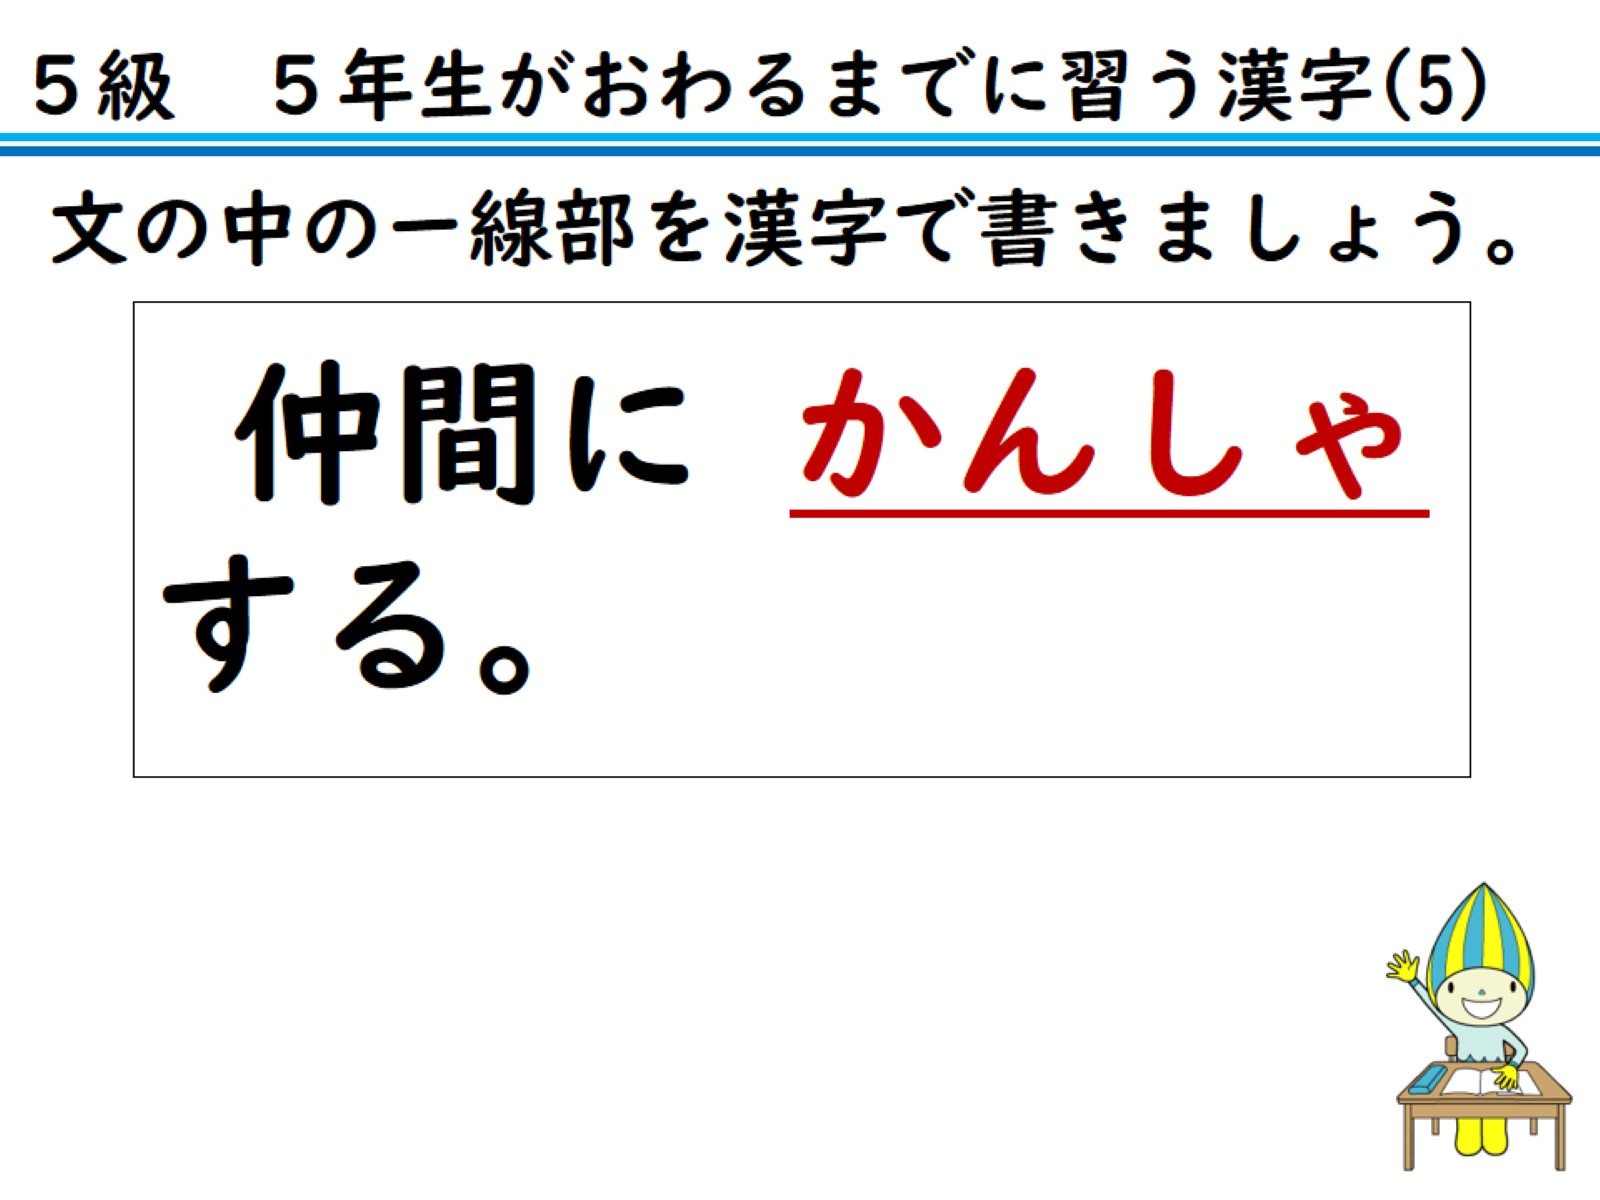 ５級　５年生がおわるまでに習う漢字(5)
文の中の一線部を漢字で書きましょう。
仲間に かんしゃ
する。